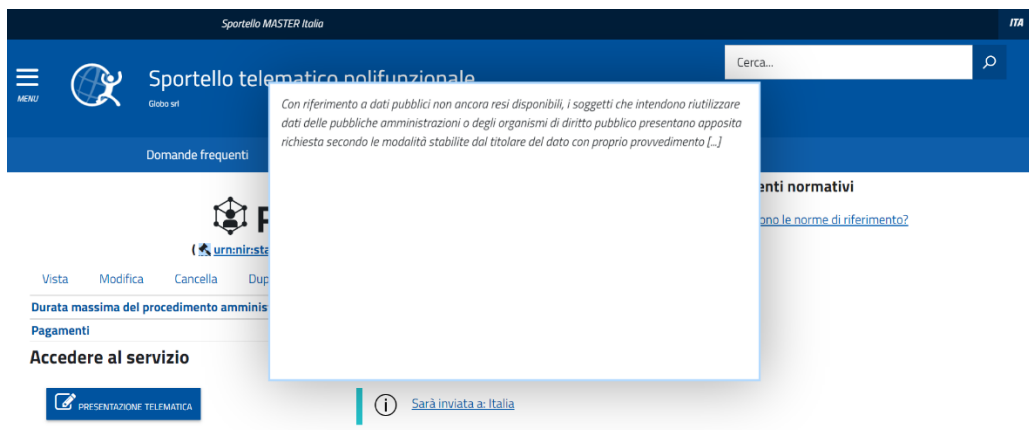 Sportello MASTER Italia
ITA
MENU
Sportello telematico polifunzionale
Globo srl
Cerca...
Con riferimento a dati pubblici non ancora resi disponibili, i soggetti che intendono riutilizzare
dati delle pubbliche amministrazioni o degli organismi di diritto pubblico presentano apposita
richiesta secondo le modalità stabilite dal titolare del dato con proprio provvedimento [...]
Domande frequenti
enti normativi
ono le norme di riferimento?
( urn:nir:sta
Vista Modifica Cancella Dup
Durata massima del procedimento amminis
Pagamenti
Accedere al servizio
PRESENTAZIONE TELEMATICA
Sarà inviata a: Italia